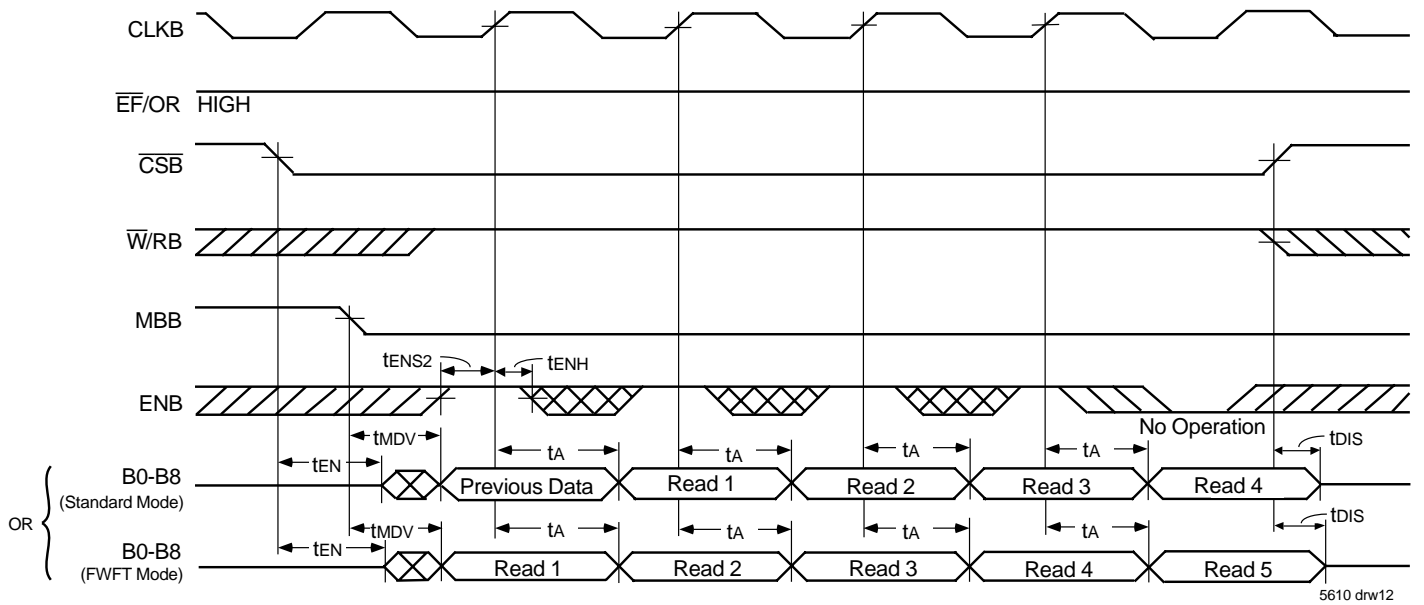 CLKB
EF/OR HIGH
CSB
W/RB
MBB
tENS2 tENH
ENB
No Operation
tMDV tA tA tA tA tDIS
tEN
B0-B8 Previous Data Read 1 Read 2 Read 3 Read 4
(Standard Mode)
OR
tMDV tA tA tA tA tDIS
tEN
B0-B8 Read 1 Read 2 Read 3 Read 4 Read 5
(FWFT Mode)
5610 drw12